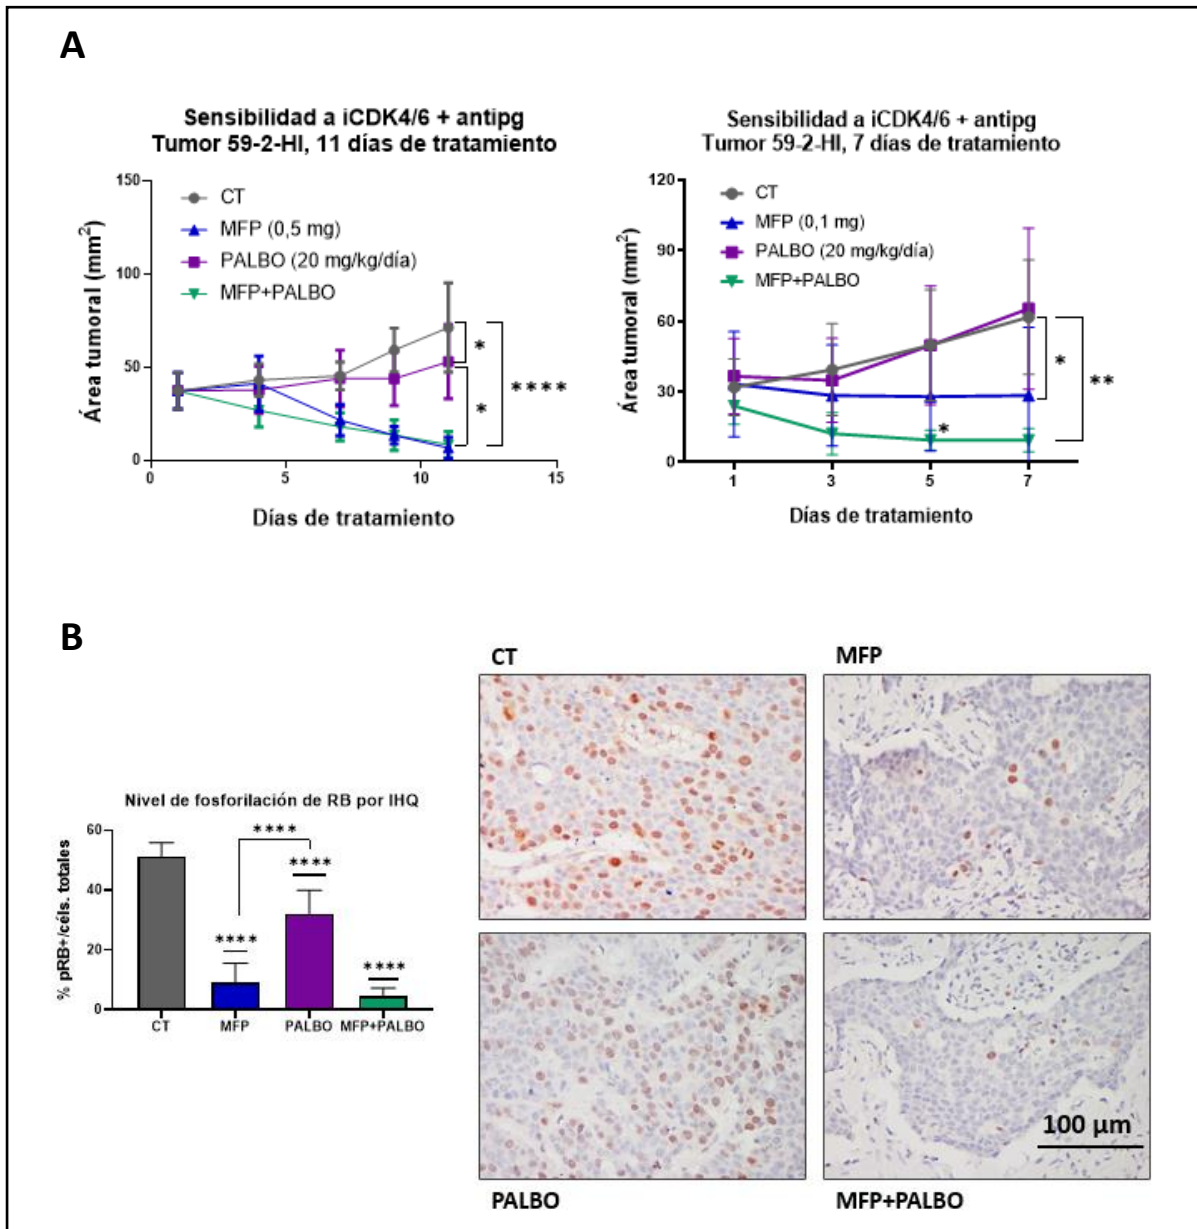 A
Sensibilidad a iCDK4/6 + antipg
Tumor 59-2-HI, 11 días de tratamiento
150
100
50
0
Área tumoral (mm²)
CT
MFP (0,5 mg)
PALBO (20 mg/kg/día)
MFP+PALBO
*
*
****
0 5 10 15
Días de tratamiento
Sensibilidad a iCDK4/6 + antipg
Tumor 59-2-HI, 7 días de tratamiento
120
90
60
30
0
Área tumoral (mm²)
CT
MFP (0,1 mg)
PALBO (20 mg/kg/día)
MFP+PALBO
*
*
**
1 3 5 7
Días de tratamiento
B
Nivel de fosforilación de RB por IHQ
60
40
20
0
% pRB+/céls. totales
****
****
****
****
CT MFP PALBO MFP+PALBO
CT
MFP
100 µm
PALBO
MFP+PALBO